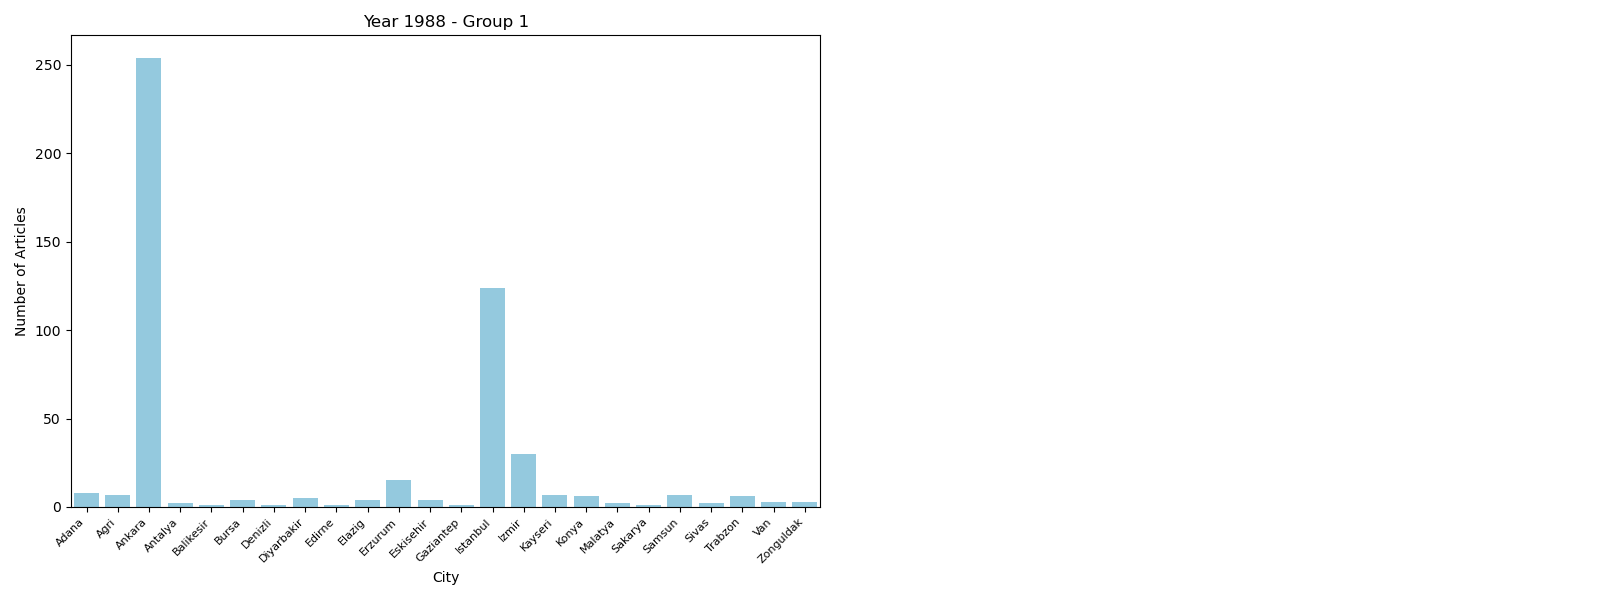 Year 1988 - Group 1
250
200
150
100
50
0
Number of Articles
Adana
Agri
Ankara
Antalya
Balikesir
Bursa
Denizli
Diyarbakir
Edirne
Elazig
Erzurum
Eskisehir
Gaziantep
Istanbul
Izmir
Kayseri
Konya
Malatya
Sakarya
Samsun
Sivas
Trabzon
Van
Zonguldak
City